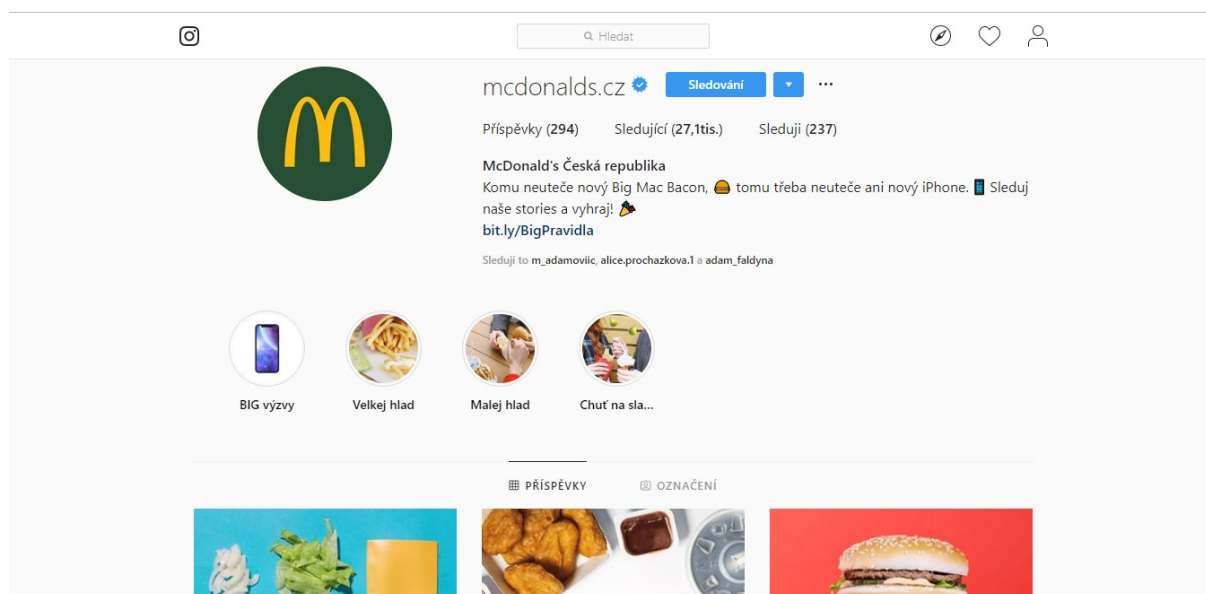 Hledat
mcdonalds.cz Sledování
Příspěvky (294) Sledující (27,1tis.) Sleduji (237)
McDonald's Česká republika
Komu neuteče nový Big Mac Bacon, 🍔 tomu třeba neuteče ani nový iPhone. 📱 Sleduj
naše stories a vyhraj! 🎉
bit.ly/BigPravidla
Sledují to m_adamoviic, alice.prochazkova.1 a adam_faldyna
BIG výzvy Velkej hlad Malej hlad Chuť na sla...
PŘÍSPĚVKY OZNAČENÍ